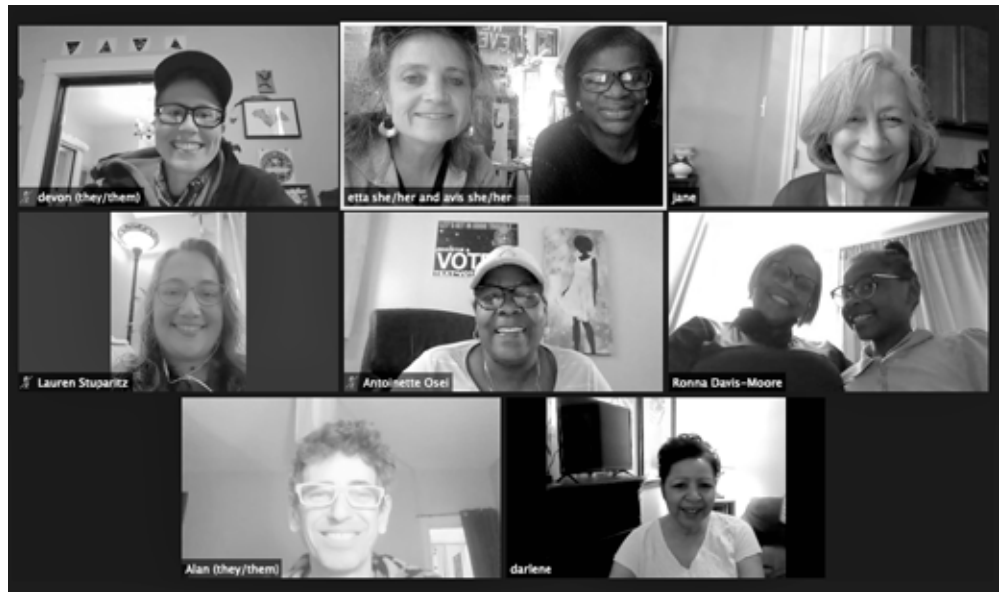 devon (they/them)
EVE
etta she/her and avis she/her
jane
Lauren Stuparitz
VOTE
Antoinette Osei
Ronna Davis-Moore
Alan (they/them)
darlene